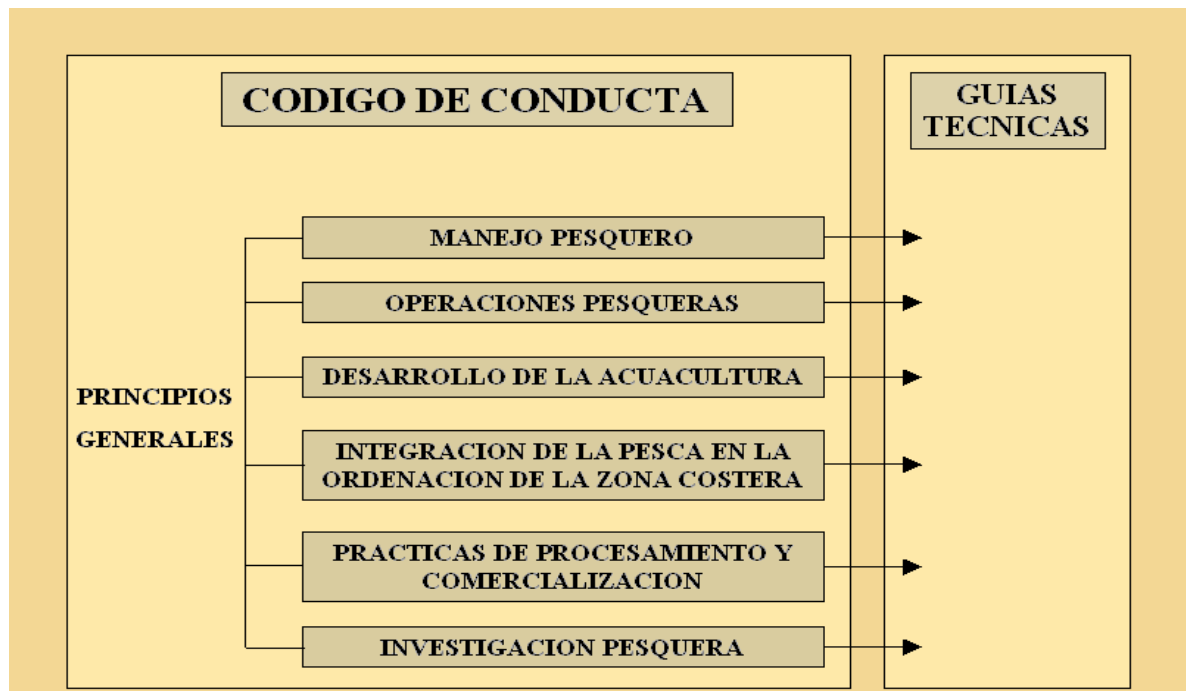 CODIGO DE CONDUCTA
GUIAS
TECNICAS
MANEJO PESQUERO
OPERACIONES PESQUERAS
DESARROLLO DE LA ACUACULTURA
PRINCIPIOS
GENERALES
INTEGRACION DE LA PESCA EN LA
ORDENACION DE LA ZONA COSTERA
PRACTICAS DE PROCESAMIENTO Y
COMERCIALIZACION
INVESTIGACION PESQUERA